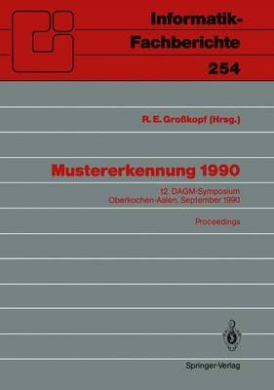 Informatik-
Fachberichte
254
R. E. Großkopf (Hrsg.)
Mustererkennung 1990
12. DAGM-Symposium
Oberkochen-Aalen, September 1990
Proceedings
Springer-Verlag